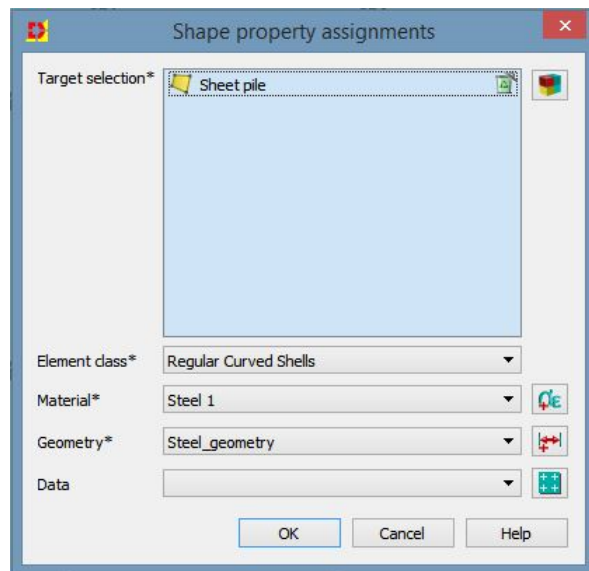 Shape property assignments
Target selection*
Sheet pile
Element class* Regular Curved Shells
Material* Steel 1
Geometry* Steel_geometry
Data
OK Cancel Help